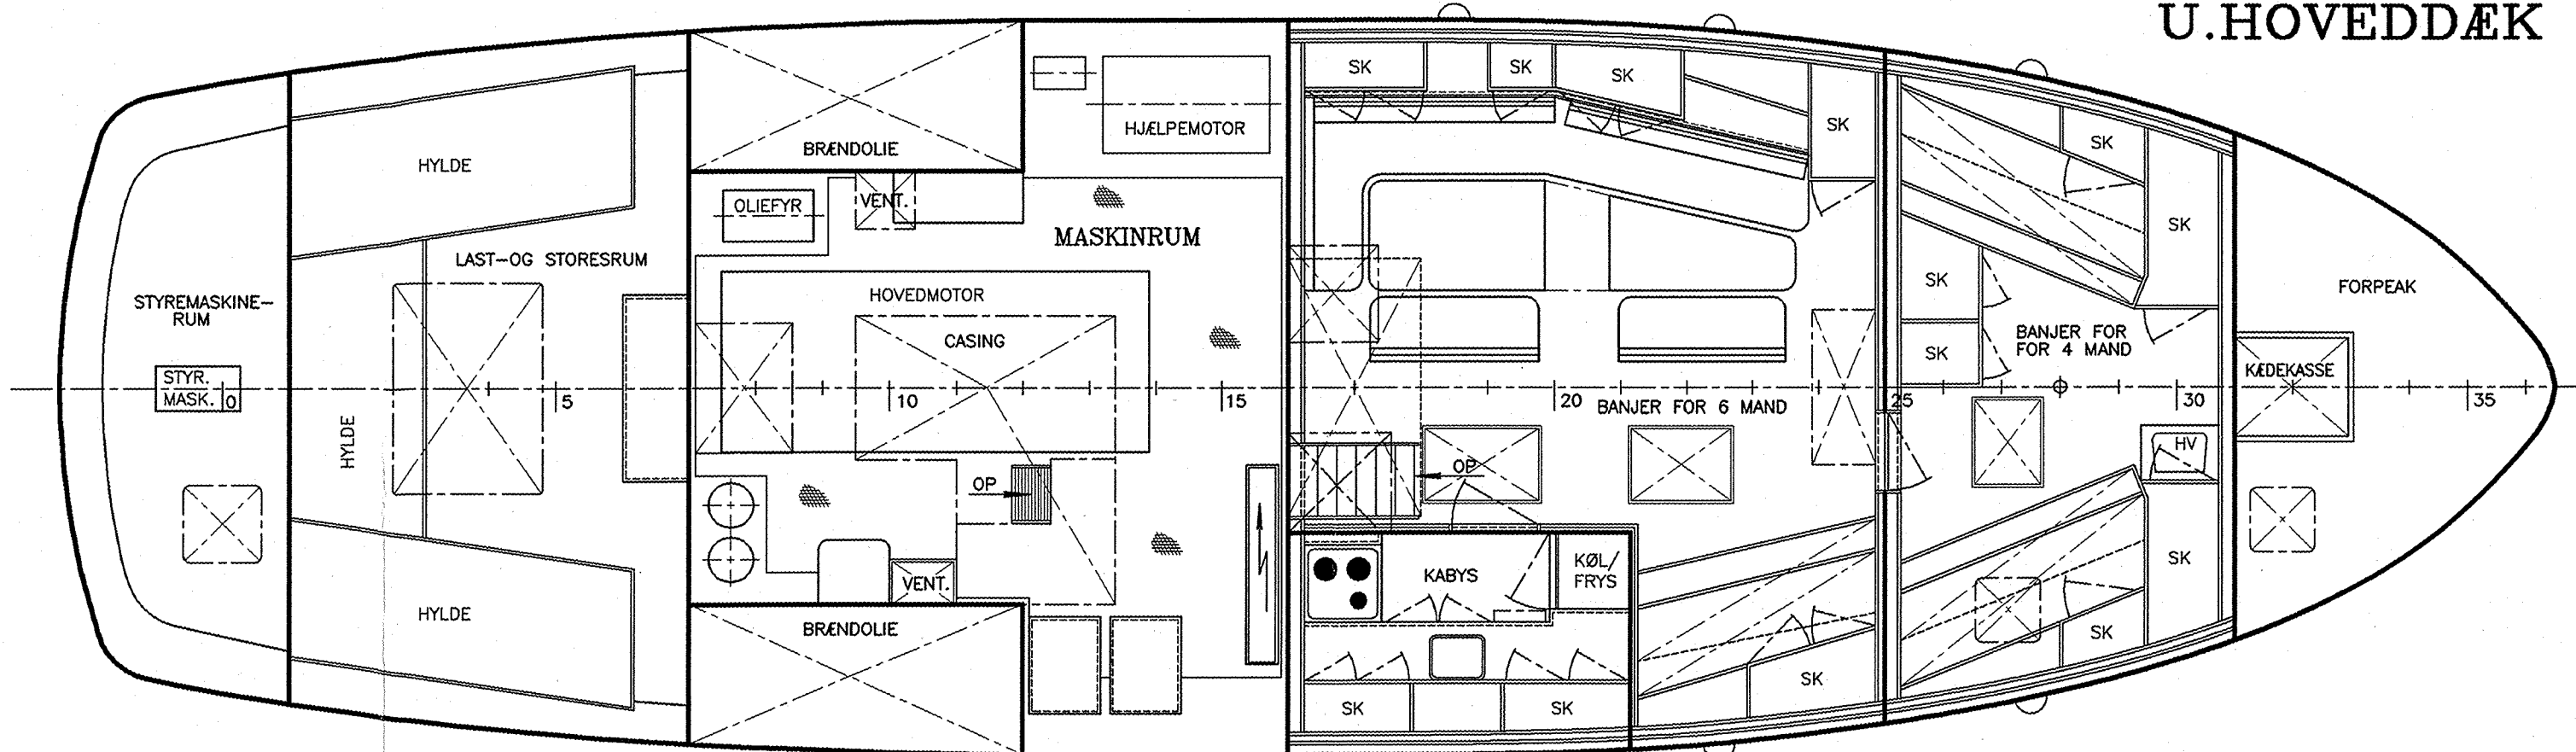 U.HOVEDDÆK
STYREMASKINE-
RUM
STYR.
MASK.
0
HYLDE
HYLDE
HYLDE
LAST-OG STORESRUM
5
BRÆNDOLIE
OLIEFYR
VENT.
HJÆLPEMOTOR
MASKINRUM
HOVEDMOTOR
CASING
10
15
OP
VENT.
BRÆNDOLIE
SK
SK
SK
SK
20
BANJER FOR 6 MAND
OP
KABYS
KØL/
FRYS
SK
SK
SK
25
SK
SK
SK
SK
BANJER FOR
FOR 4 MAND
30
HV
SK
SK
FORPEAK
KÆDEKASSE
35